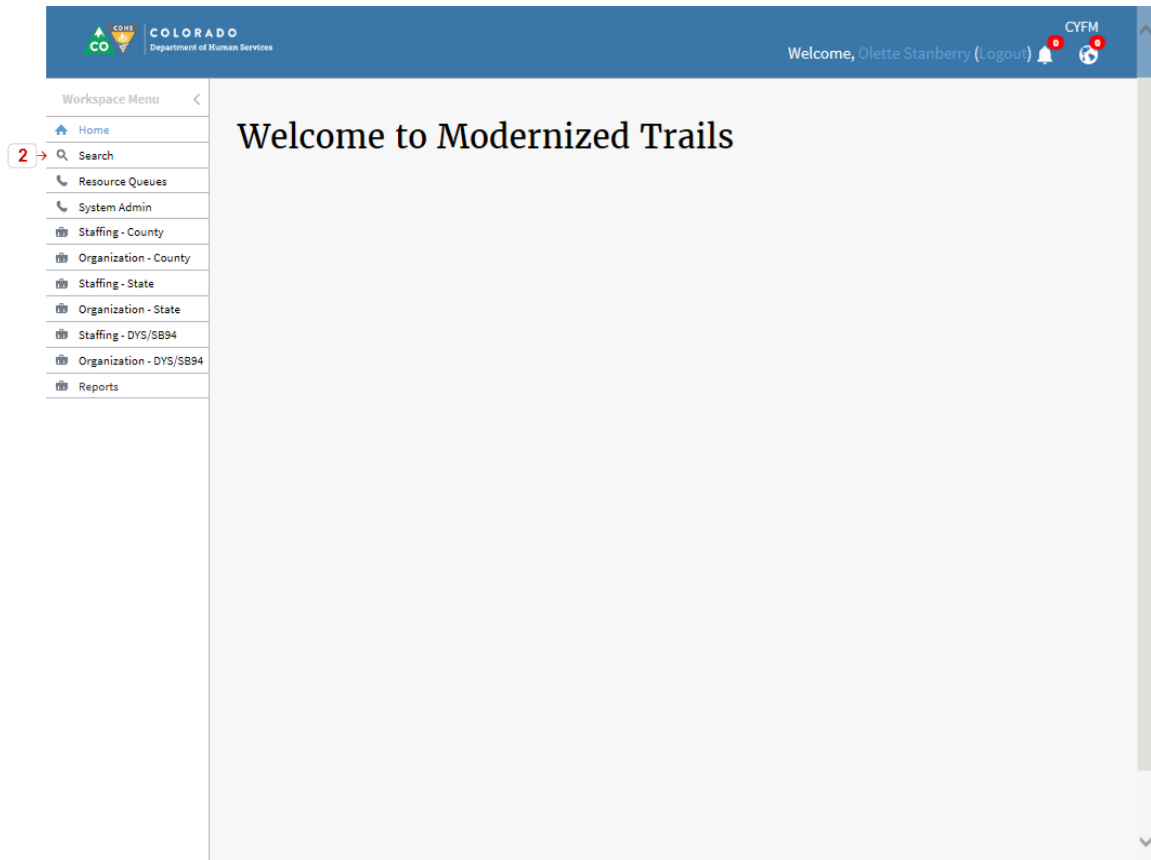 CDHS
CO
COLORADO
Department of Human Services
CYFM
Welcome, Olette Stanberry (Logout)
0
0
Workspace Menu
Home
2
Search
Resource Queues
System Admin
Staffing - County
Organization - County
Staffing - State
Organization - State
Staffing - DYS/SB94
Organization - DYS/SB94
Reports
Welcome to Modernized Trails